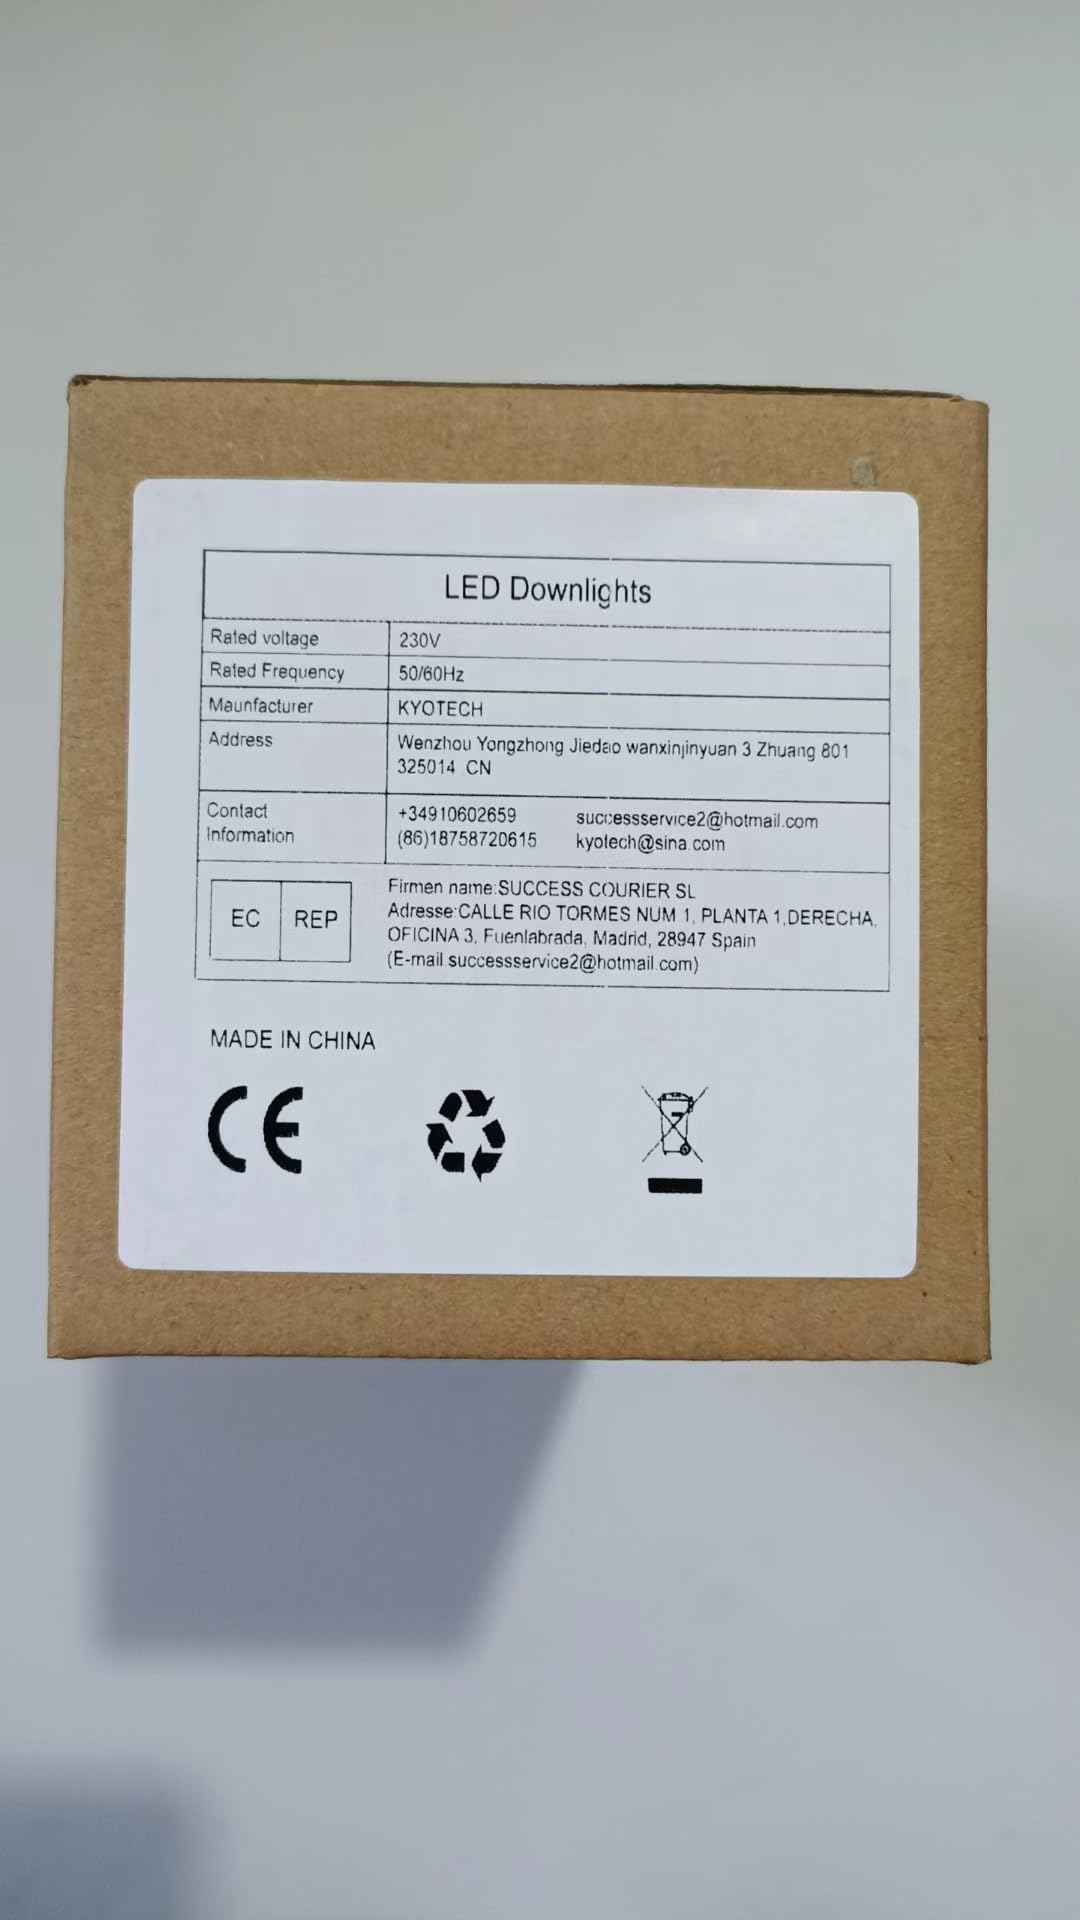 LED Downlights
Rated voltage 230V
Rated Frequency 50/60Hz
Maunfacturer KYOTECH
Address Wenzhou Yongzhong Jiedao wanxinjinyuan 3 Zhuang 801
325014 CN
Contact +34910602659 successservice2@hotmail.com
Information (86)18758720615 kyotech@sina.com
EC REP
Firmen name:SUCCESS COURIER SL
Adresse:CALLE RIO TORMES NUM.1, PLANTA 1,DERECHA,
OFICINA 3, Fuenlabrada, Madrid, 28947 Spain
(E-mail.successservice2@hotmail.com)
MADE IN CHINA
CE